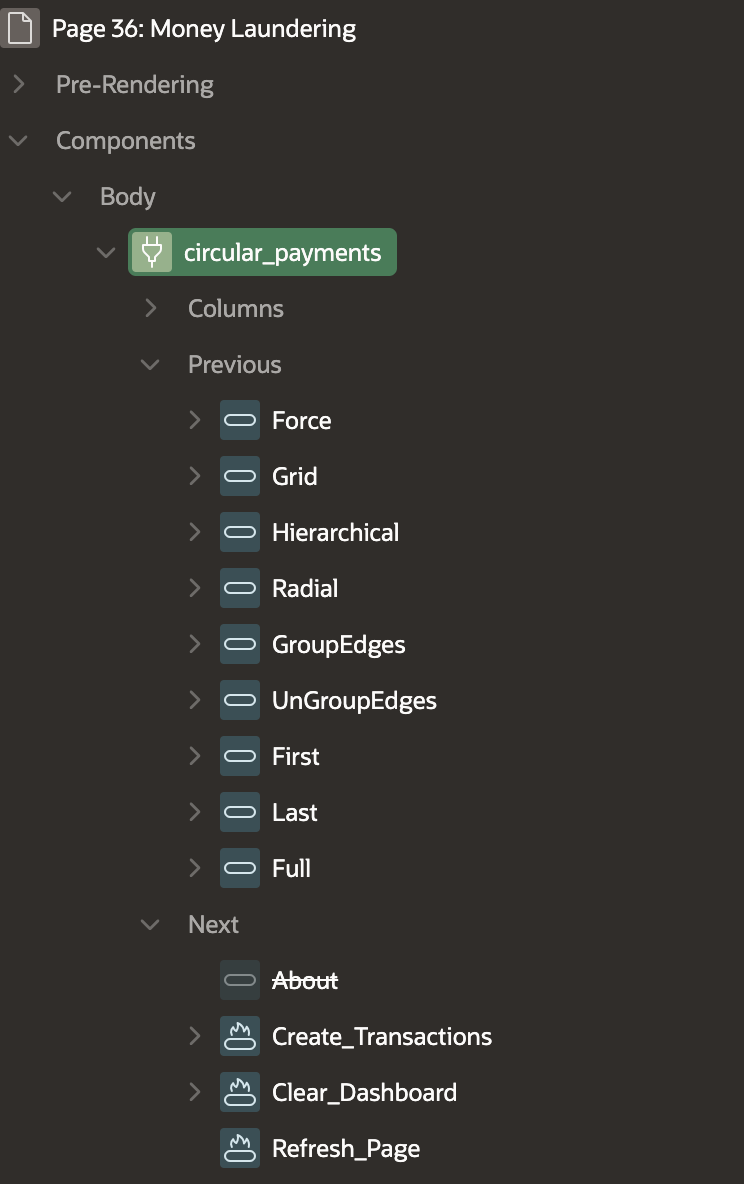 Page 36: Money Laundering
Pre-Rendering
Components
Body
circular_payments
Columns
Previous
Force
Grid
Hierarchical
Radial
GroupEdges
UnGroupEdges
First
Last
Full
Next
About
Create_Transactions
Clear_Dashboard
Refresh_Page